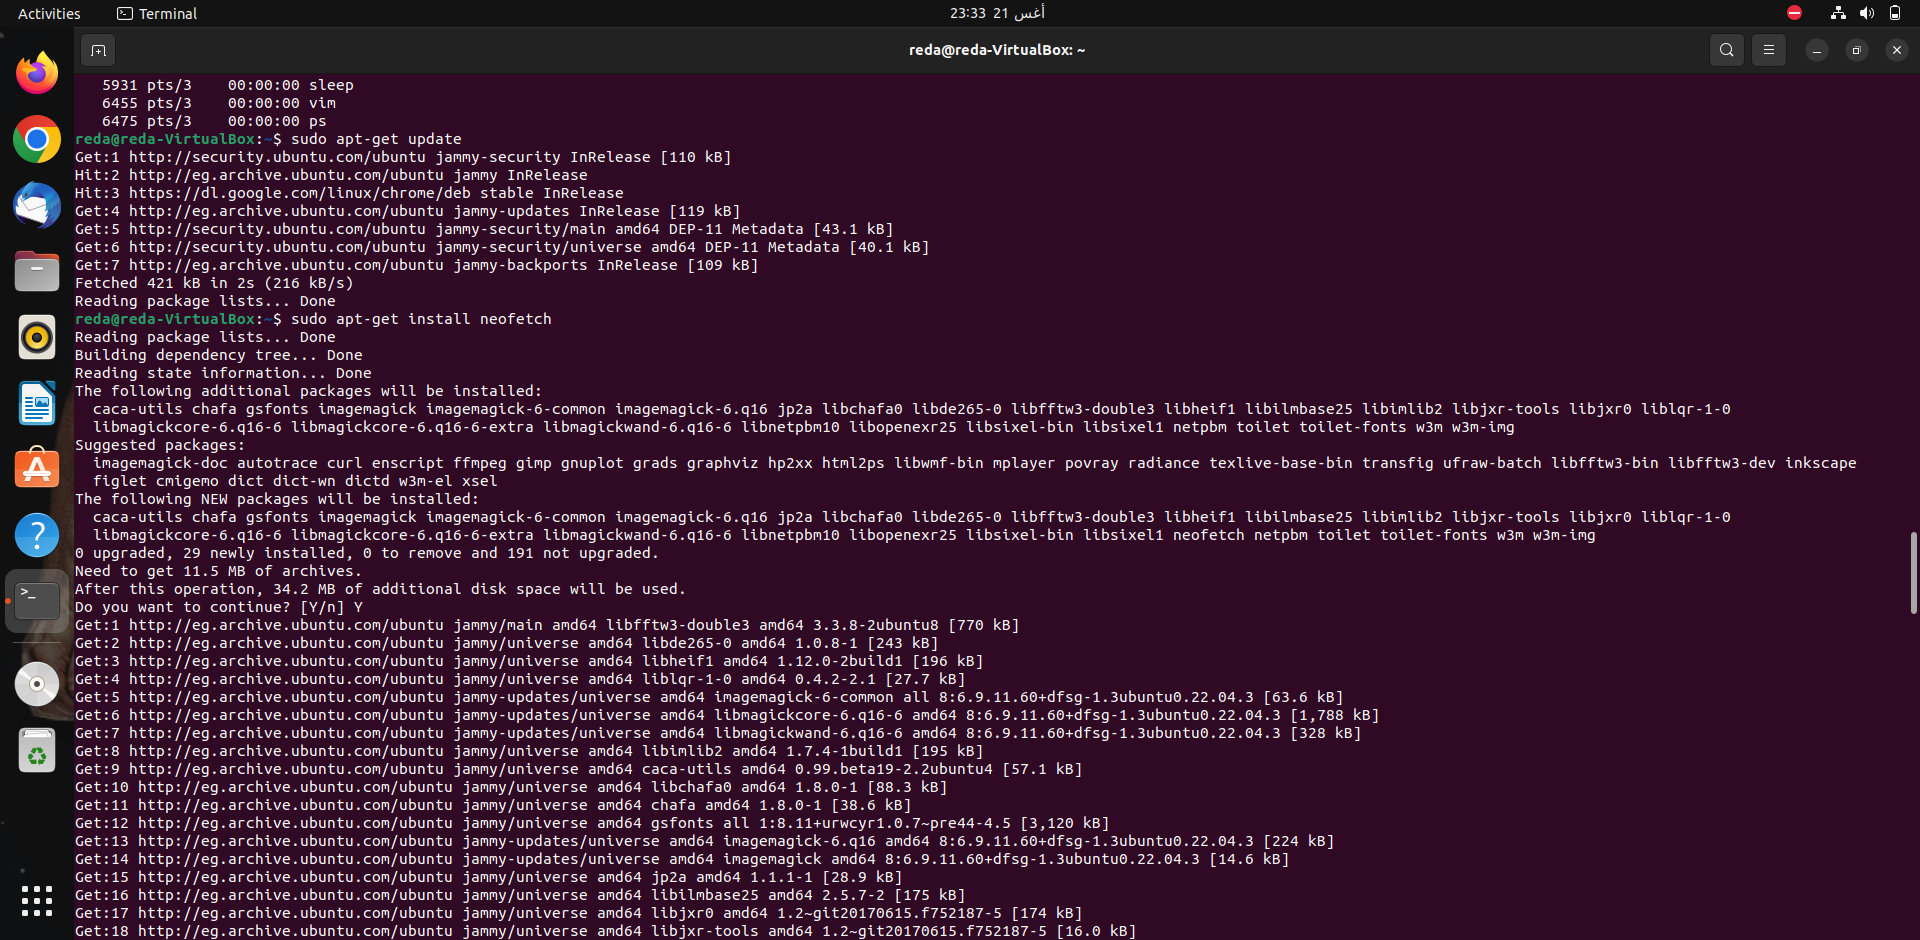 Activities
Terminal
23:33 21 أغس
reda@reda-VirtualBox: ~
5931 pts/3    00:00:00 sleep
6455 pts/3    00:00:00 vim
6475 pts/3    00:00:00 ps
reda@reda-VirtualBox:~$ sudo apt-get update
Get:1 http://security.ubuntu.com/ubuntu jammy-security InRelease [110 kB]
Hit:2 http://eg.archive.ubuntu.com/ubuntu jammy InRelease
Hit:3 https://dl.google.com/linux/chrome/deb stable InRelease
Get:4 http://eg.archive.ubuntu.com/ubuntu jammy-updates InRelease [119 kB]
Get:5 http://security.ubuntu.com/ubuntu jammy-security/main amd64 DEP-11 Metadata [43.1 kB]
Get:6 http://security.ubuntu.com/ubuntu jammy-security/universe amd64 DEP-11 Metadata [40.1 kB]
Get:7 http://eg.archive.ubuntu.com/ubuntu jammy-backports InRelease [109 kB]
Fetched 421 kB in 2s (216 kB/s)
Reading package lists... Done
reda@reda-VirtualBox:~$ sudo apt-get install neofetch
Reading package lists... Done
Building dependency tree... Done
Reading state information... Done
The following additional packages will be installed:
  caca-utils chafa gsfonts imagemagick imagemagick-6-common imagemagick-6.q16 jp2a libchafa0 libde265-0 libfftw3-double3 libheif1 libilmbase25 libimlib2 libjxr-tools libjxr0 liblqr-1-0
  libmagickcore-6.q16-6 libmagickcore-6.q16-6-extra libmagickwand-6.q16-6 libnetpbm10 libopenexr25 libsixel-bin libsixel1 netpbm toilet toilet-fonts w3m w3m-img
Suggested packages:
  imagemagick-doc autotrace curl enscript ffmpeg gimp gnuplot grads graphviz hp2xx html2ps libwmf-bin mplayer povray radiance texlive-base-bin transfig ufraw-batch libfftw3-bin libfftw3-dev inkscape
  figlet cmigemo dict dict-wn dictd w3m-el xsel
The following NEW packages will be installed:
  caca-utils chafa gsfonts imagemagick imagemagick-6-common imagemagick-6.q16 jp2a libchafa0 libde265-0 libfftw3-double3 libheif1 libilmbase25 libimlib2 libjxr-tools libjxr0 liblqr-1-0
  libmagickcore-6.q16-6 libmagickcore-6.q16-6-extra libmagickwand-6.q16-6 libnetpbm10 libopenexr25 libsixel-bin libsixel1 neofetch netpbm toilet toilet-fonts w3m w3m-img
0 upgraded, 29 newly installed, 0 to remove and 191 not upgraded.
Need to get 11.5 MB of archives.
After this operation, 34.2 MB of additional disk space will be used.
Do you want to continue? [Y/n] Y
Get:1 http://eg.archive.ubuntu.com/ubuntu jammy/main amd64 libfftw3-double3 amd64 3.3.8-2ubuntu8 [770 kB]
Get:2 http://eg.archive.ubuntu.com/ubuntu jammy/universe amd64 libde265-0 amd64 1.0.8-1 [243 kB]
Get:3 http://eg.archive.ubuntu.com/ubuntu jammy/universe amd64 libheif1 amd64 1.12.0-2build1 [196 kB]
Get:4 http://eg.archive.ubuntu.com/ubuntu jammy/universe amd64 liblqr-1-0 amd64 0.4.2-2.1 [27.7 kB]
Get:5 http://eg.archive.ubuntu.com/ubuntu jammy-updates/universe amd64 imagemagick-6-common all 8:6.9.11.60+dfsg-1.3ubuntu0.22.04.3 [63.6 kB]
Get:6 http://eg.archive.ubuntu.com/ubuntu jammy-updates/universe amd64 libmagickcore-6.q16-6 amd64 8:6.9.11.60+dfsg-1.3ubuntu0.22.04.3 [1,788 kB]
Get:7 http://eg.archive.ubuntu.com/ubuntu jammy-updates/universe amd64 libmagickwand-6.q16-6 amd64 8:6.9.11.60+dfsg-1.3ubuntu0.22.04.3 [328 kB]
Get:8 http://eg.archive.ubuntu.com/ubuntu jammy/universe amd64 libimlib2 amd64 1.7.4-1build1 [195 kB]
Get:9 http://eg.archive.ubuntu.com/ubuntu jammy/universe amd64 caca-utils amd64 0.99.beta19-2.2ubuntu4 [57.1 kB]
Get:10 http://eg.archive.ubuntu.com/ubuntu jammy/universe amd64 libchafa0 amd64 1.8.0-1 [88.3 kB]
Get:11 http://eg.archive.ubuntu.com/ubuntu jammy/universe amd64 chafa amd64 1.8.0-1 [38.6 kB]
Get:12 http://eg.archive.ubuntu.com/ubuntu jammy/universe amd64 gsfonts all 1:8.11+urwcyr1.0.7~pre44-4.5 [3,120 kB]
Get:13 http://eg.archive.ubuntu.com/ubuntu jammy-updates/universe amd64 imagemagick-6.q16 amd64 8:6.9.11.60+dfsg-1.3ubuntu0.22.04.3 [224 kB]
Get:14 http://eg.archive.ubuntu.com/ubuntu jammy-updates/universe amd64 imagemagick amd64 8:6.9.11.60+dfsg-1.3ubuntu0.22.04.3 [14.6 kB]
Get:15 http://eg.archive.ubuntu.com/ubuntu jammy/universe amd64 jp2a amd64 1.1.1-1 [28.9 kB]
Get:16 http://eg.archive.ubuntu.com/ubuntu jammy/universe amd64 libilmbase25 amd64 2.5.7-2 [175 kB]
Get:17 http://eg.archive.ubuntu.com/ubuntu jammy/universe amd64 libjxr0 amd64 1.2~git20170615.f752187-5 [174 kB]
Get:18 http://eg.archive.ubuntu.com/ubuntu jammy/universe amd64 libjxr-tools amd64 1.2~git20170615.f752187-5 [16.0 kB]